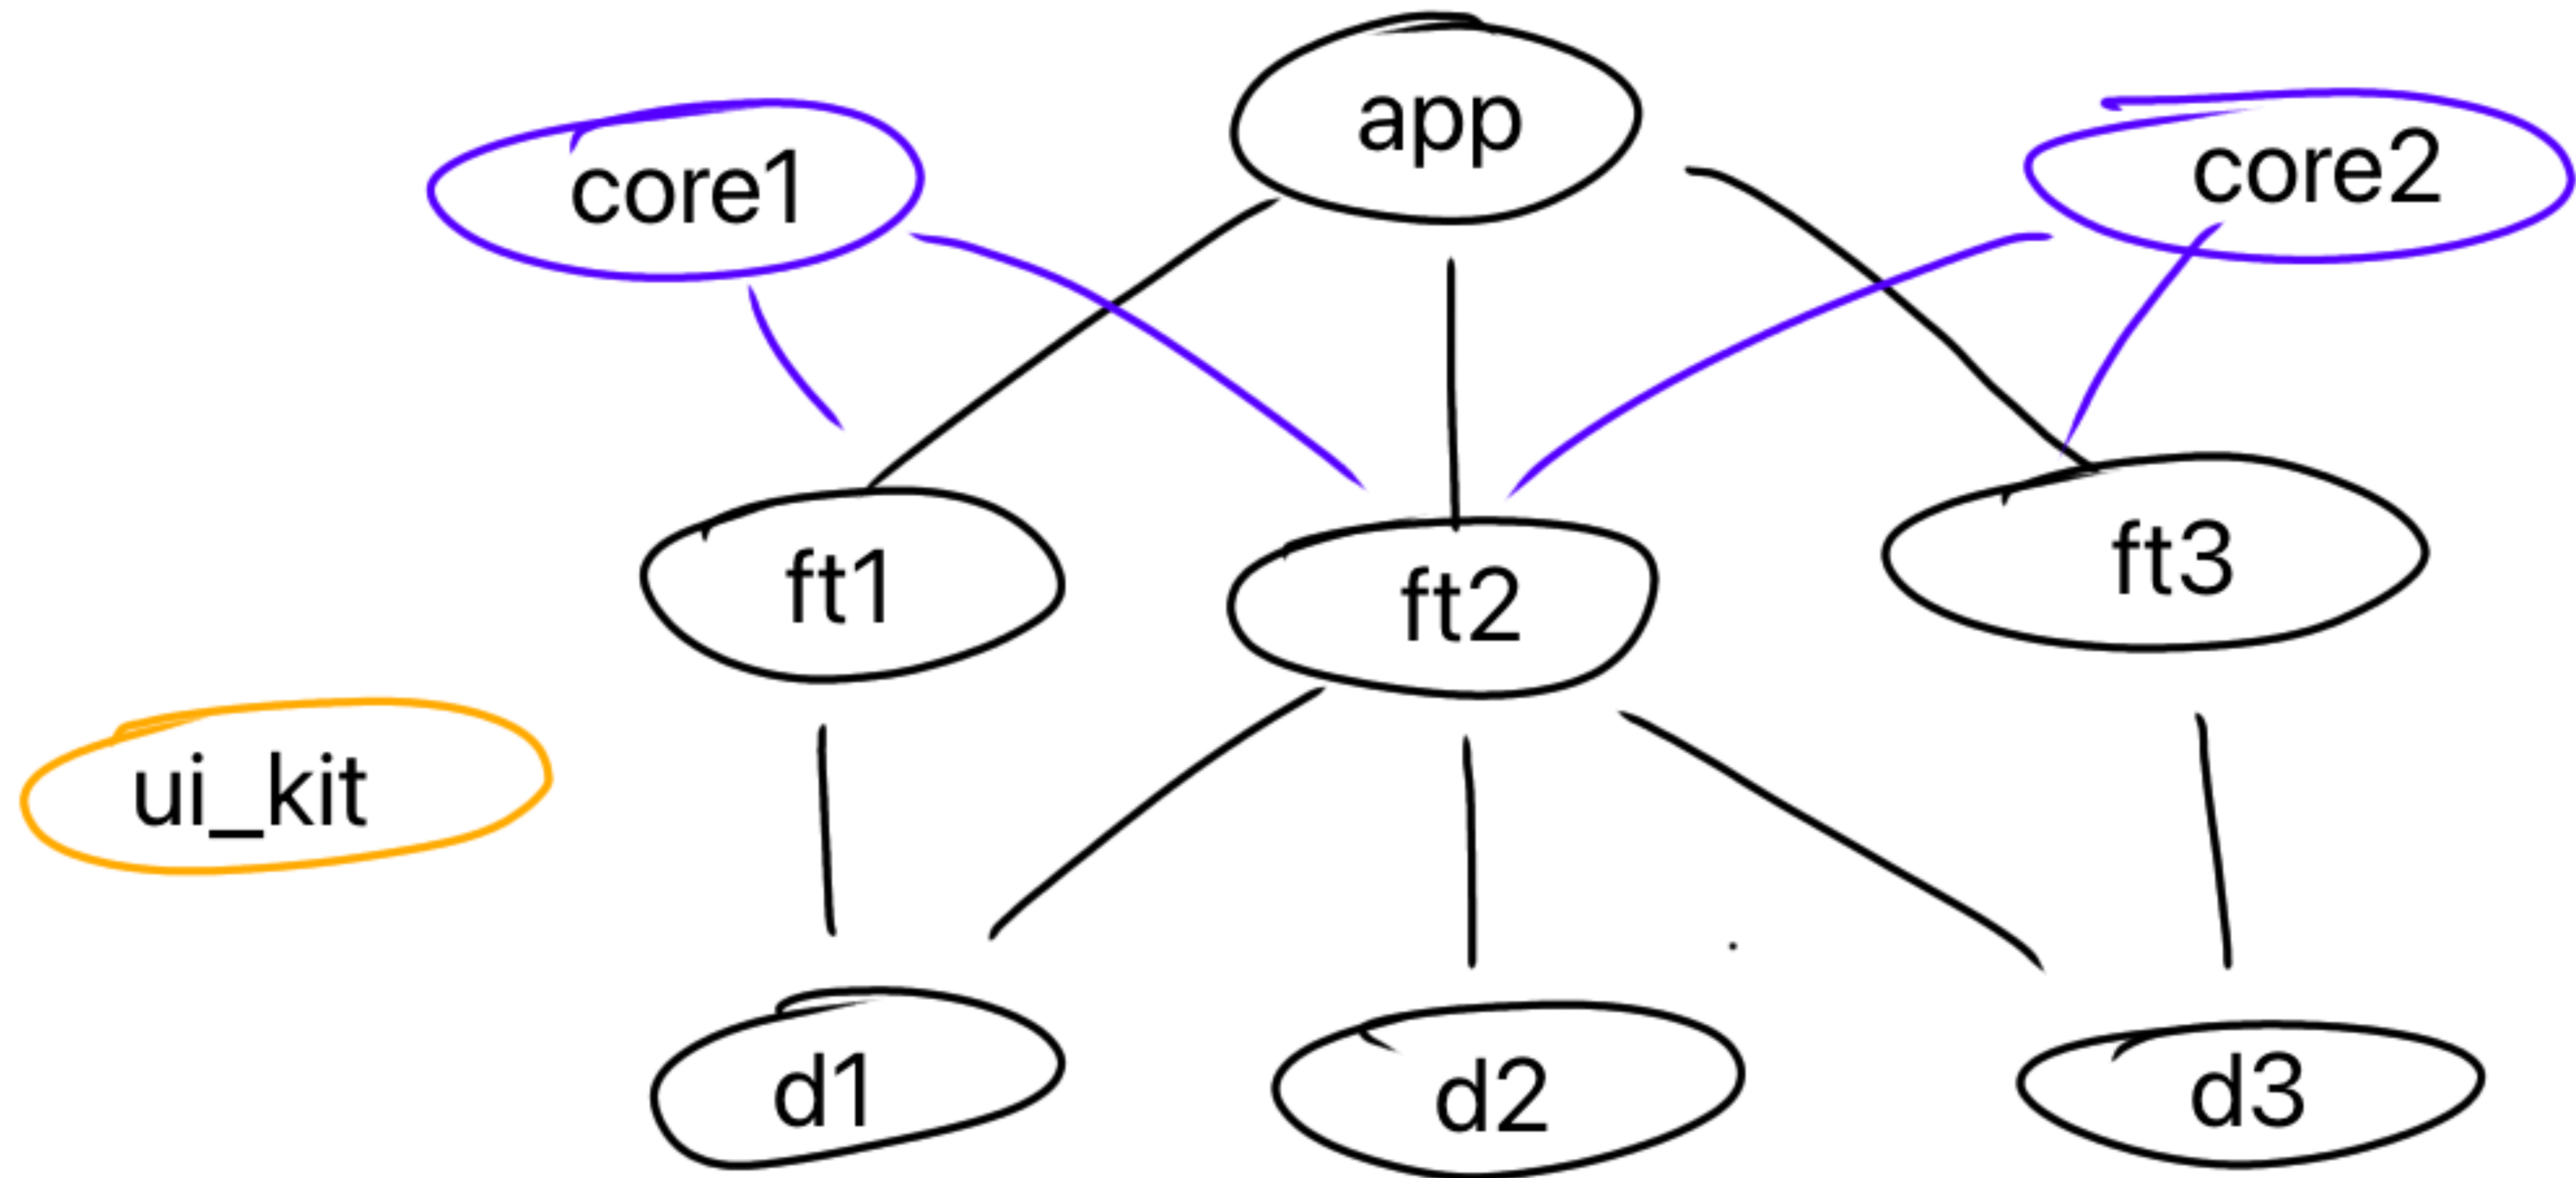 app
core1
core2
ft1
ft2
ft3
ui_kit
d1
d2
d3